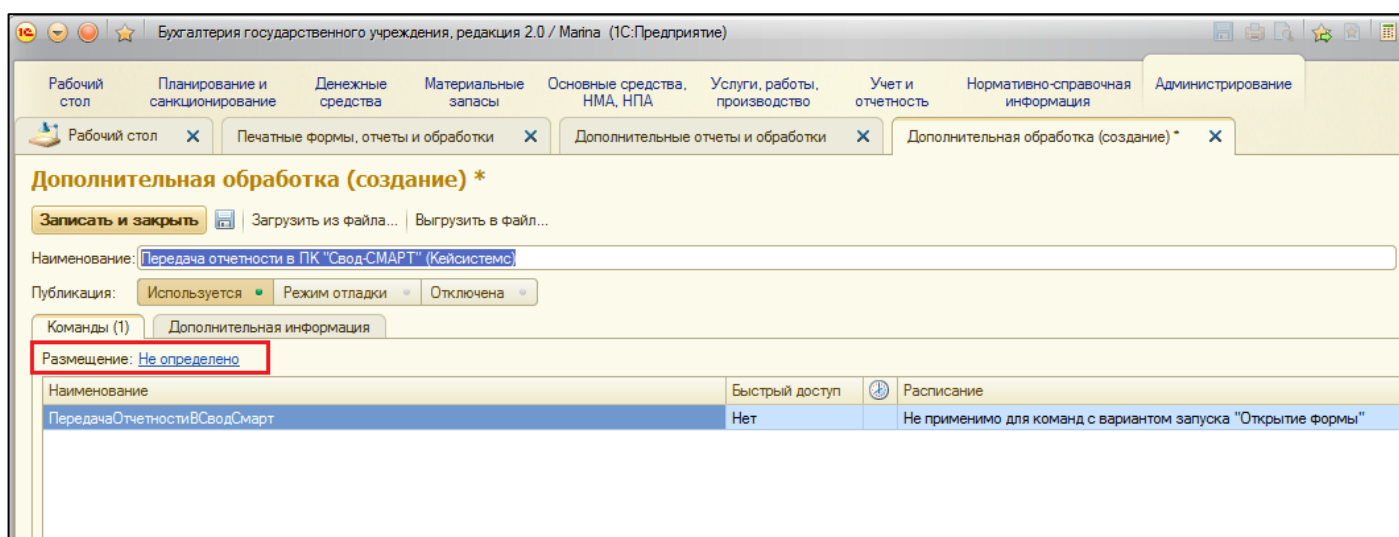 1С Бухгалтерия государственного учреждения, редакция 2.0 / Marina (1С:Предприятие)
Рабочий стол
Планирование и санкционирование
Денежные средства
Материальные запасы
Основные средства, НМА, НПА
Услуги, работы, производство
Учет и отчетность
Нормативно-справочная информация
Администрирование
Рабочий стол
Печатные формы, отчеты и обработки
Дополнительные отчеты и обработки
Дополнительная обработка (создание) *
Дополнительная обработка (создание) *
Записать и закрыть Загрузить из файла... Выгрузить в файл...
Наименование: Передача отчетности в ПК "Свод-СМАРТ" (Кейсистемс)
Публикация: Используется Режим отладки Отключена
Команды (1) Дополнительная информация
Размещение: Не определено
Наименование Быстрый доступ Расписание
ПередачаОтчетностиВСводСмарт Нет Не применимо для команд с вариантом запуска "Открытие формы"